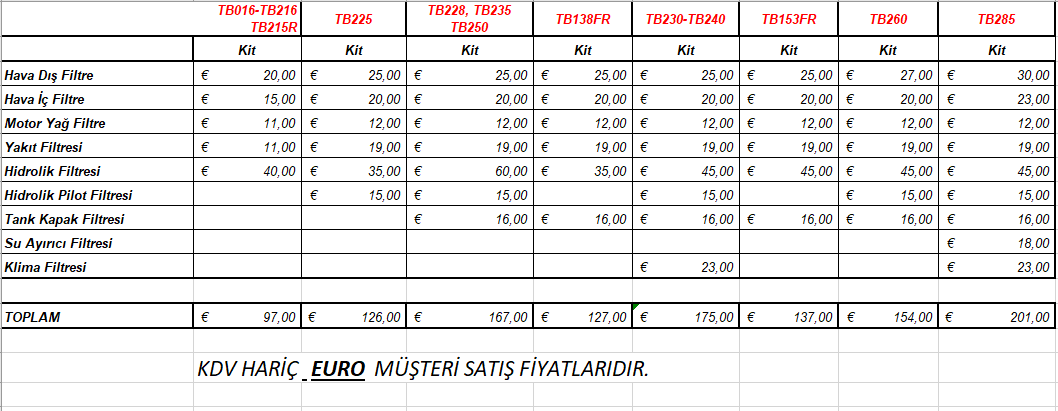 TB016-TB216 TB215R TB225 TB228, TB235 TB250 TB138FR TB230-TB240 TB153FR TB260 TB285
Kit Kit Kit Kit Kit Kit Kit Kit
Hava Dış Filtre € 20,00 € 25,00 € 25,00 € 25,00 € 25,00 € 25,00 € 27,00 € 30,00
Hava İç Filtre € 15,00 € 20,00 € 20,00 € 20,00 € 20,00 € 20,00 € 20,00 € 23,00
Motor Yağ Filtre € 11,00 € 12,00 € 12,00 € 12,00 € 12,00 € 12,00 € 12,00 € 12,00
Yakıt Filtresi € 11,00 € 19,00 € 19,00 € 19,00 € 19,00 € 19,00 € 19,00 € 19,00
Hidrolik Filtresi € 40,00 € 35,00 € 60,00 € 35,00 € 45,00 € 45,00 € 45,00 € 45,00
Hidrolik Pilot Filtresi € 15,00 € 15,00 € 15,00 € 15,00 € 15,00
Tank Kapak Filtresi € 16,00 € 16,00 € 16,00 € 16,00 € 16,00 € 16,00
Su Ayırıcı Filtresi € 18,00
Klima Filtresi € 23,00 € 23,00
TOPLAM € 97,00 € 126,00 € 167,00 € 127,00 € 175,00 € 137,00 € 154,00 € 201,00
KDV HARİÇ EURO MÜŞTERİ SATIŞ FİYATLARIDIR.